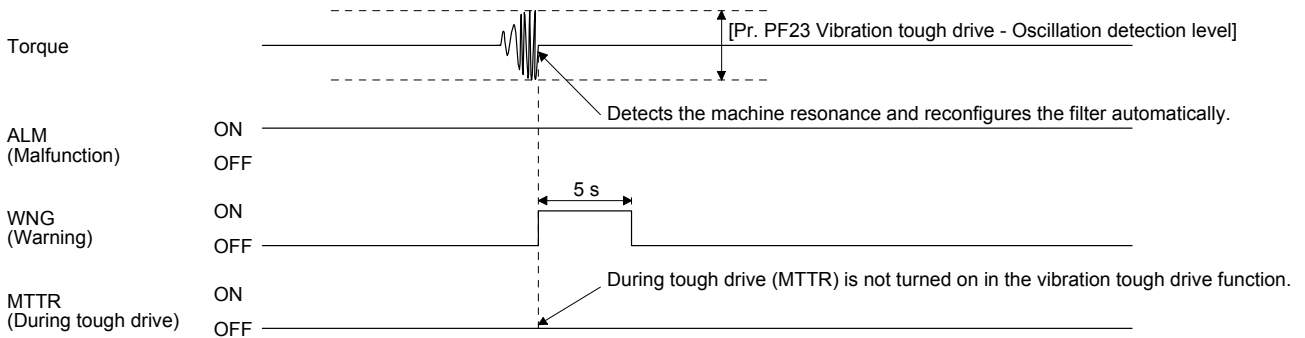 [Pr. PF23 Vibration tough drive - Oscillation detection level]
Torque
Detects the machine resonance and reconfigures the filter automatically.
ALM
(Malfunction)
ON
OFF
5 s
WNG
(Warning)
ON
OFF
During tough drive (MTTR) is not turned on in the vibration tough drive function.
MTTR
(During tough drive)
ON
OFF